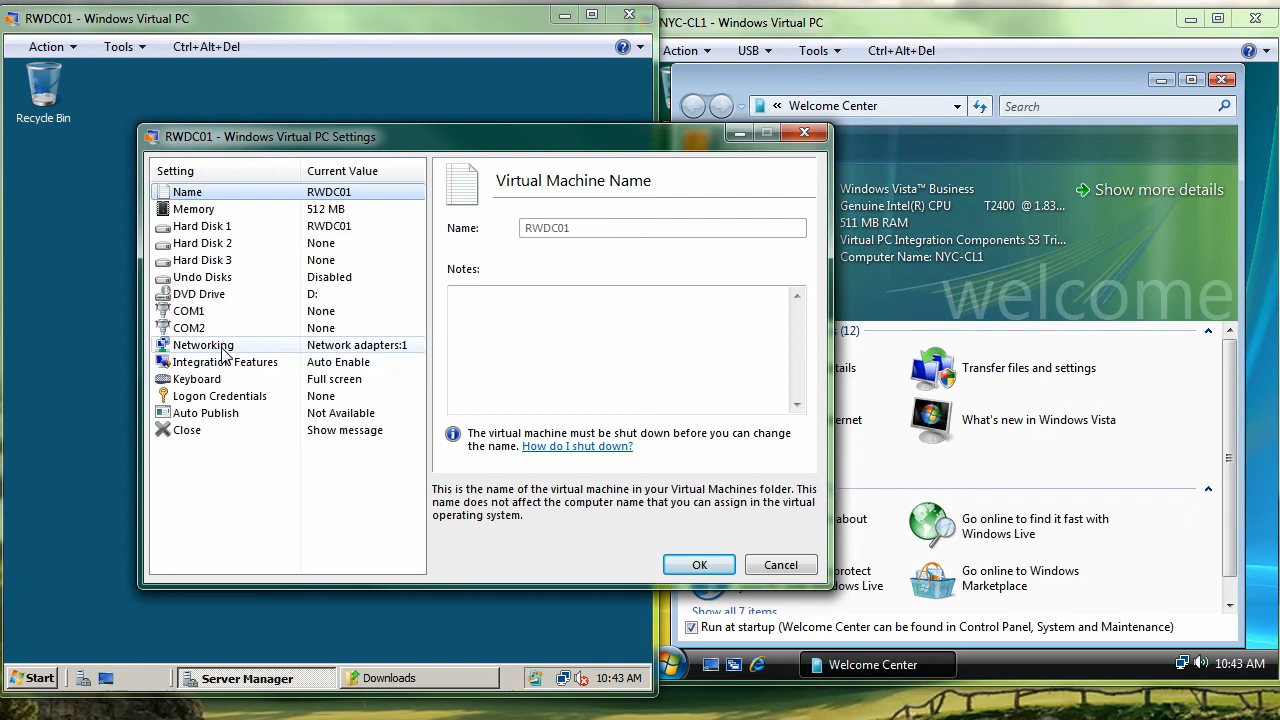 RWDC01 - Windows Virtual PC
Action Tools Ctrl+Alt+Del
Recycle Bin
NYC-CL1 - Windows Virtual PC
Action USB Tools Ctrl+Alt+Del
Welcome Center
Search
Windows Vista™ Business
Genuine Intel(R) CPU T2400 @ 1.83...
511 MB RAM
Virtual PC Integration Components S3 Tri...
Computer Name: NYC-CL1
Show more details
welcome
(12)
Transfer files and settings
What's new in Windows Vista
Go online to find it fast with
Windows Live
Go online to Windows
Marketplace
Show all 7 items
Run at startup (Welcome Center can be found in Control Panel, System and Maintenance)
Welcome Center
10:43 AM
RWDC01 - Windows Virtual PC Settings
Setting Current Value
Name RWDC01
Memory 512 MB
Hard Disk 1 RWDC01
Hard Disk 2 None
Hard Disk 3 None
Undo Disks Disabled
DVD Drive D:
COM1 None
COM2 None
Networking Network adapters:1
Integration Features Auto Enable
Keyboard Full screen
Logon Credentials None
Auto Publish Not Available
Close Show message
Virtual Machine Name
Name: RWDC01
Notes:
The virtual machine must be shut down before you can change
the name. How do I shut down?
This is the name of the virtual machine in your Virtual Machines folder. This
name does not affect the computer name that you can assign in the virtual
operating system.
OK Cancel
Start Server Manager Downloads 10:43 AM